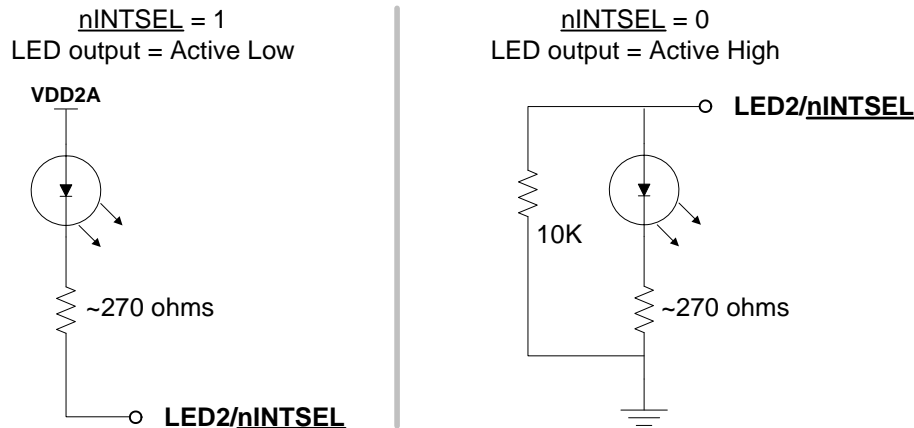 nINTSEL = 1
LED output = Active Low
VDD2A
~270 ohms
LED2/nINTSEL
nINTSEL = 0
LED output = Active High
LED2/nINTSEL
10K
~270 ohms